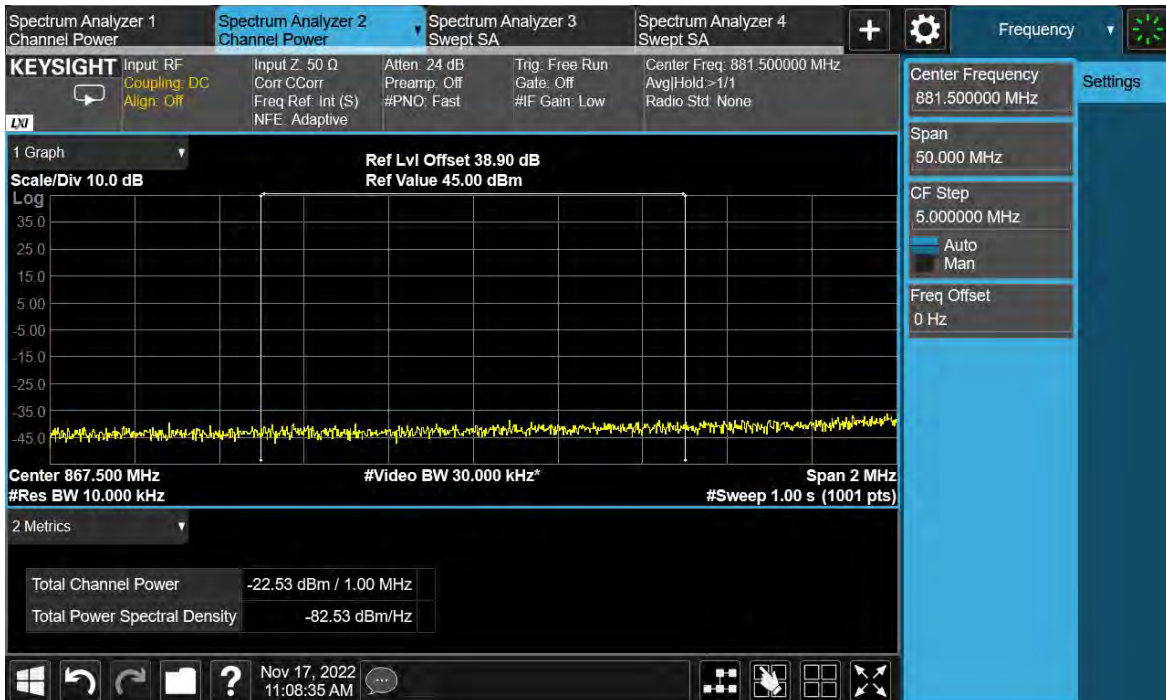 Spectrum Analyzer 1
Channel Power
Spectrum Analyzer 2
Channel Power
Spectrum Analyzer 3
Swept SA
Spectrum Analyzer 4
Swept SA
+
Frequency
KEYSIGHT
LXI
Input: RF
Coupling: DC
Align: Off
Input Z: 50 Ω
Corr CCorr
Freq Ref: Int (S)
NFE: Adaptive
Atten: 24 dB
Preamp: Off
#PNO: Fast
Trig: Free Run
Gate: Off
#IF Gain: Low
Center Freq: 881.500000 MHz
Avg|Hold:>1/1
Radio Std: None
Center Frequency
881.500000 MHz
Settings
Span
50.000 MHz
CF Step
5.000000 MHz
Auto
Man
Freq Offset
0 Hz
1 Graph
Scale/Div 10.0 dB
Ref Lvl Offset 38.90 dB
Ref Value 45.00 dBm
Log
35.0
25.0
15.0
5.00
-5.00
-15.0
-25.0
-35.0
-45.0
Center 867.500 MHz
#Video BW 30.000 kHz*
Span 2 MHz
#Res BW 10.000 kHz
#Sweep 1.00 s (1001 pts)
2 Metrics
Total Channel Power -22.53 dBm / 1.00 MHz
Total Power Spectral Density -82.53 dBm/Hz
?
Nov 17, 2022
11:08:35 AM